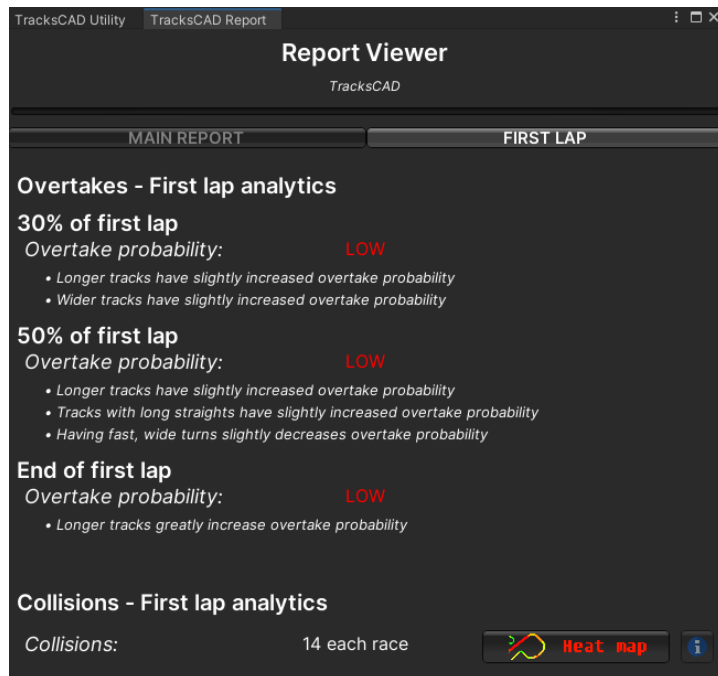 TracksCAD Utility TracksCAD Report
Report Viewer
TracksCAD
MAIN REPORT FIRST LAP
Overtakes - First lap analytics
30% of first lap
Overtake probability: LOW
• Longer tracks have slightly increased overtake probability
• Wider tracks have slightly increased overtake probability
50% of first lap
Overtake probability: LOW
• Longer tracks have slightly increased overtake probability
• Tracks with long straights have slightly increased overtake probability
• Having fast, wide turns slightly decreases overtake probability
End of first lap
Overtake probability: LOW
• Longer tracks greatly increase overtake probability
Collisions - First lap analytics
Collisions: 14 each race Heat map